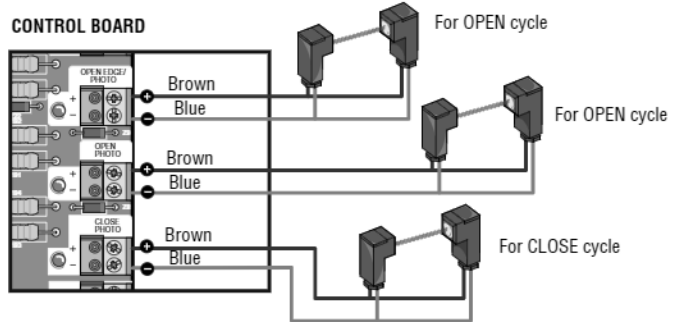 CONTROL BOARD
For OPEN cycle
OPEN EDGE/
PHOTO
+
Brown
-
Blue
For OPEN cycle
OPEN
PHOTO
+
Brown
-
Blue
CLOSE
PHOTO
+
Brown
-
Blue
For CLOSE cycle